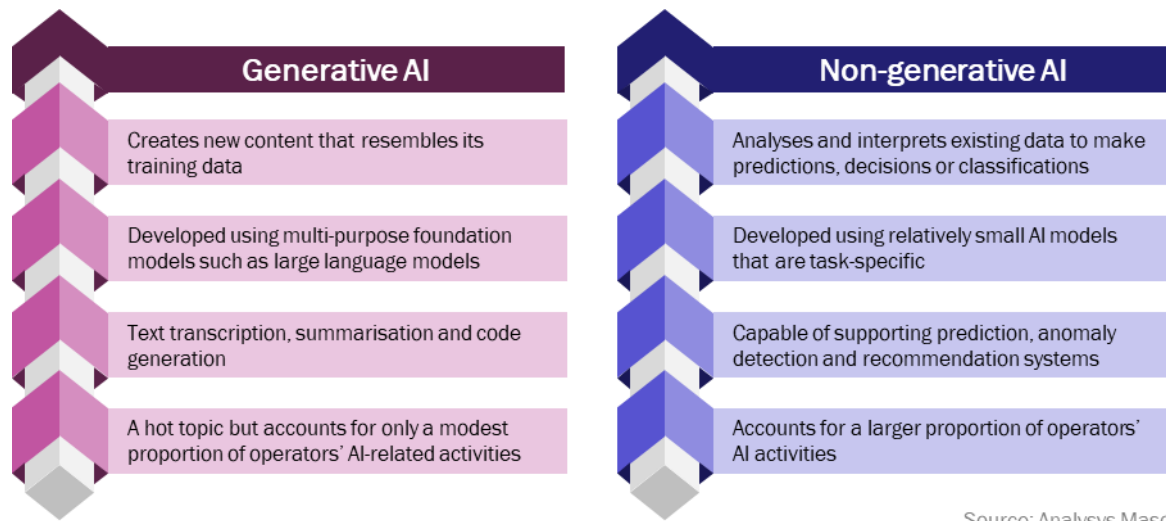 Generative AI
Creates new content that resembles its
training data
Developed using multi-purpose foundation
models such as large language models
Text transcription, summarisation and code
generation
A hot topic but accounts for only a modest
proportion of operators' AI-related activities
Non-generative AI
Analyses and interprets existing data to make
predictions, decisions or classifications
Developed using relatively small AI models
that are task-specific
Capable of supporting prediction, anomaly
detection and recommendation systems
Accounts for a larger proportion of operators'
AI activities
Source: Analysys